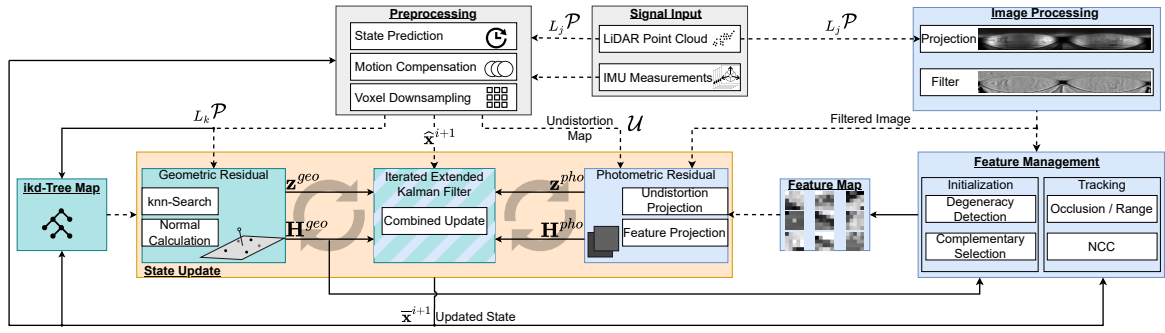 Preprocessing
State Prediction
Motion Compensation
Voxel Downsampling
Signal Input
LiDAR Point Cloud
IMU Measurements
L_j P
L_j P
Image Processing
Projection
Filter
L_k P
x̂^{i+1}
Undistortion
Map
U
Filtered Image
ikd-Tree Map
Geometric Residual
knn-Search
Normal
Calculation
State Update
z^{geo}
H^{geo}
Iterated Extended
Kalman Filter
Combined Update
z^{pho}
H^{pho}
Photometric Residual
Undistortion
Projection
Feature Projection
Feature Map
Feature Management
Initialization
Degeneracy
Detection
Complementary
Selection
Tracking
Occlusion / Range
NCC
x̄^{i+1} Updated State